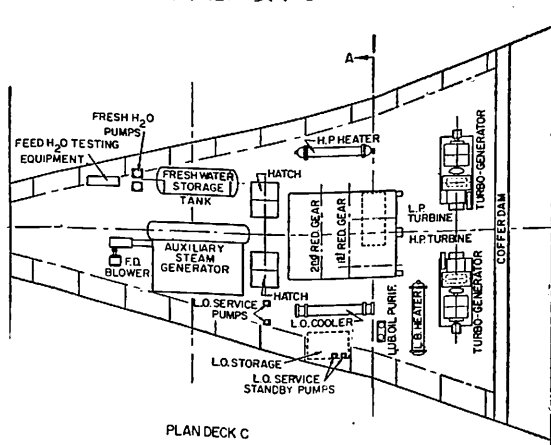 A
FRESH H2O
PUMPS
FEED H2O TESTING
EQUIPMENT
H.P HEATER
HATCH
FRESH WATER
STORAGE
TANK
TURBO-GENERATOR
2nd RED. GEAR
1st RED. GEAR
L.P
TURBINE
H.P. TURBINE
COFFER DAM
AUXILIARY
STEAM
GENERATOR
F.D.
BLOWER
HATCH
L.O. SERVICE
PUMPS
L.O. COOLER
LUB. OIL PURIF.
L.B. HEATER
TURBO-GENERATOR
L.O. STORAGE
L.O. SERVICE
STANDBY PUMPS
PLAN DECK C